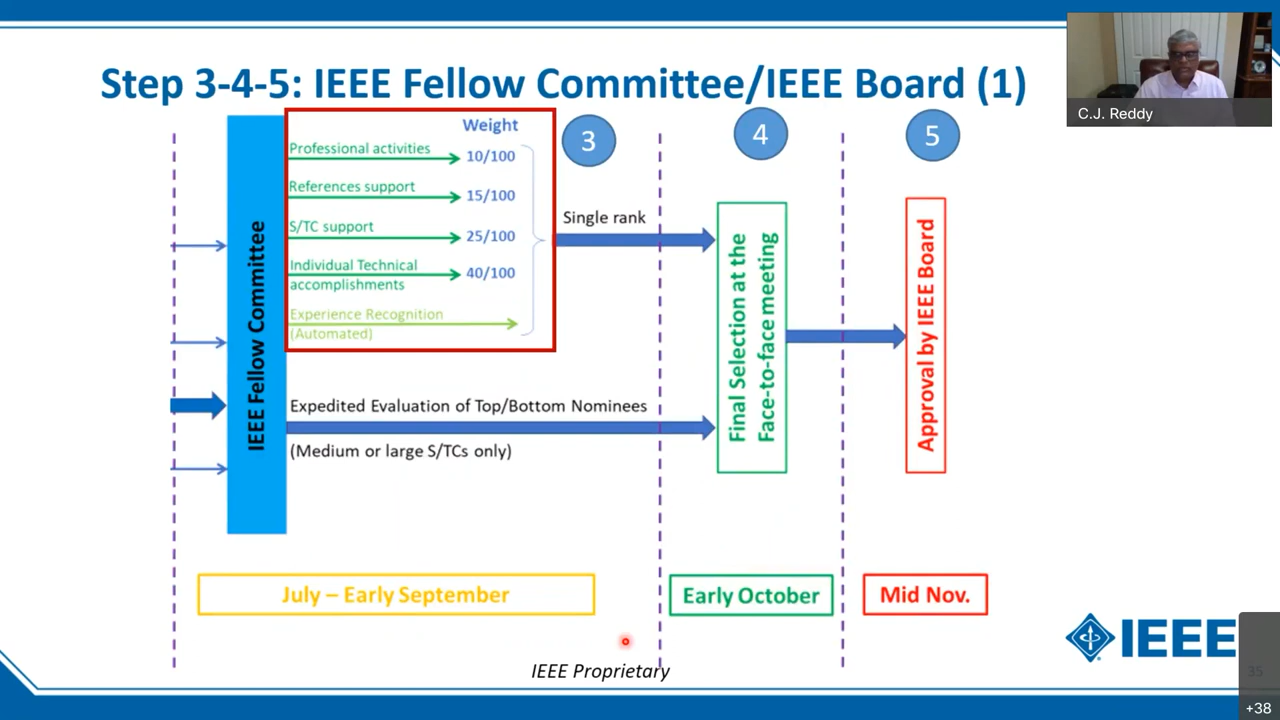 Step 3-4-5: IEEE Fellow Committee/IEEE Board (1)
C.J. Reddy
Weight
3
4
5
Professional activities
10/100
References support
15/100
S/TC support
25/100
Individual Technical
accomplishments
40/100
Experience Recognition
(Automated)
Single rank
IEEE Fellow Committee
Final Selection at the
Face-to-face meeting
Approval by IEEE Board
Expedited Evaluation of Top/Bottom Nominees
(Medium or large S/TCs only)
July – Early September
Early October
Mid Nov.
IEEE
IEEE Proprietary
35
+38